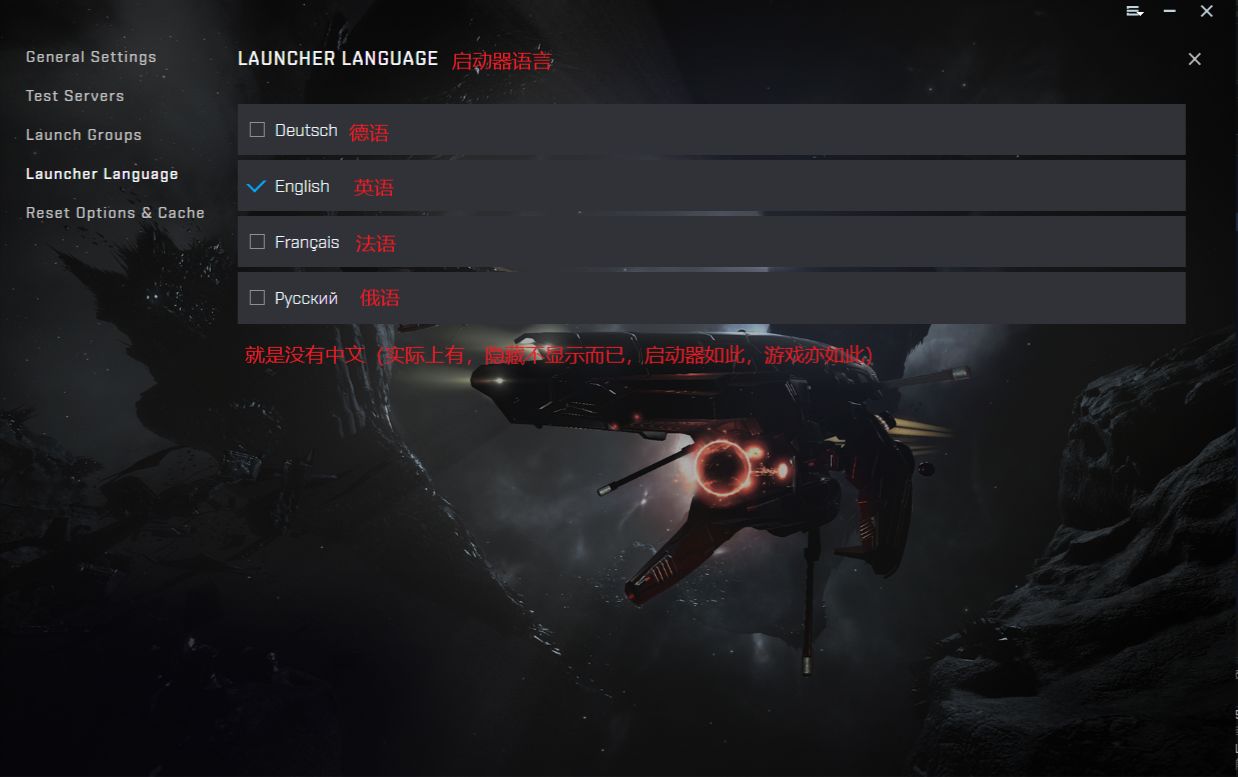 General Settings
Test Servers
Launch Groups
Launcher Language
Reset Options & Cache
LAUNCHER LANGUAGE 启动器语言
Deutsch 德语
English 英语
Français 法语
Русский 俄语
就是没有中文（实际上有，隐藏不显示而已，启动器如此，游戏亦如此）